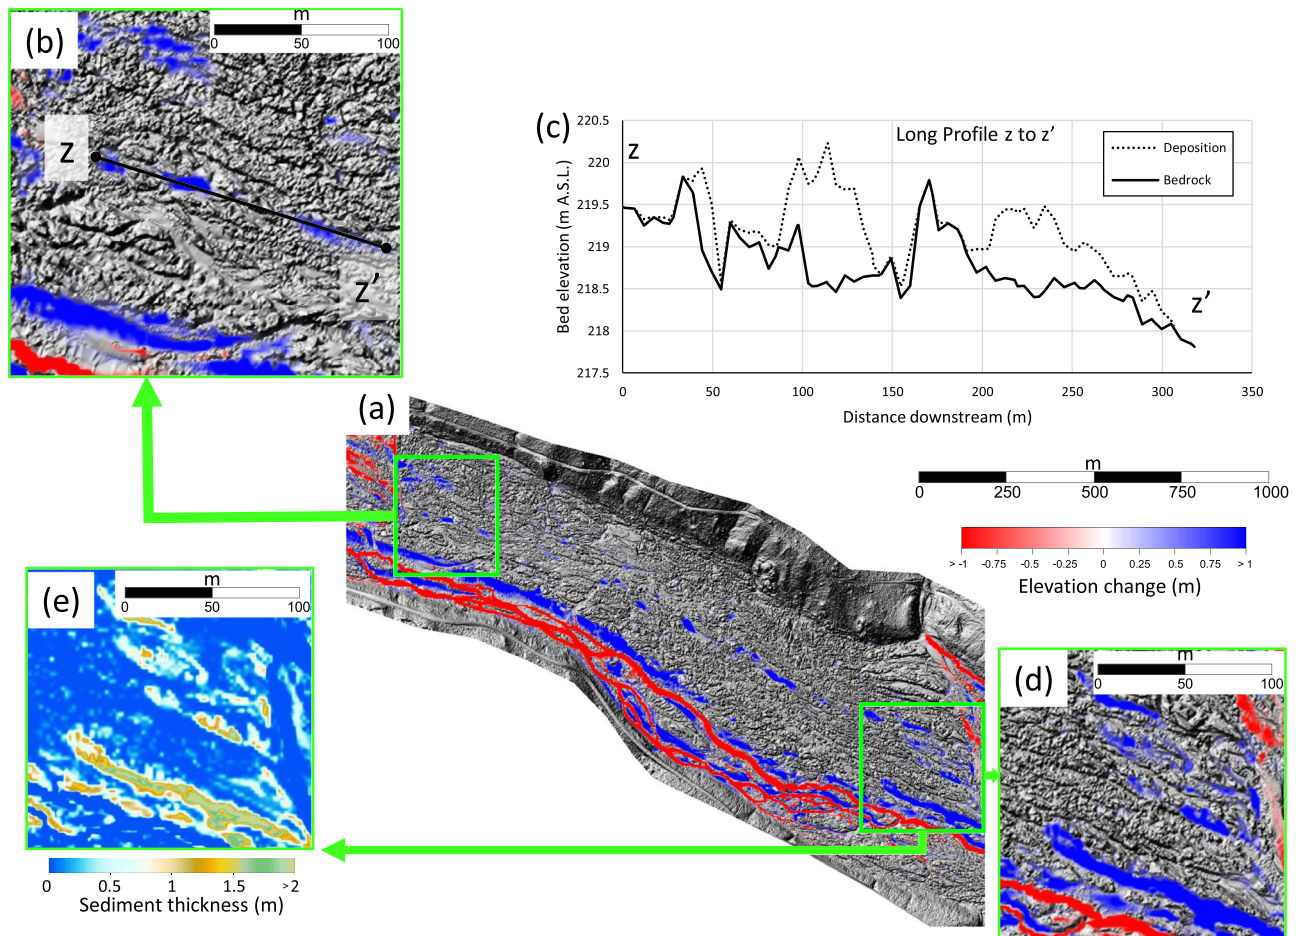 (b)
m
0 50 100
z
z'
(c)
Long Profile z to z'
z
z'
Deposition
Bedrock
Bed elevation (m A.S.L.)
220.5
220
219.5
219
218.5
218
217.5
0 50 100 150 200 250 300 350
Distance downstream (m)
(a)
m
0 250 500 750 1000
> -1 -0.75 -0.5 -0.25 0 0.25 0.5 0.75 > 1
Elevation change (m)
(e)
m
0 50 100
0 0.5 1 1.5 >2
Sediment thickness (m)
(d)
m
0 50 100